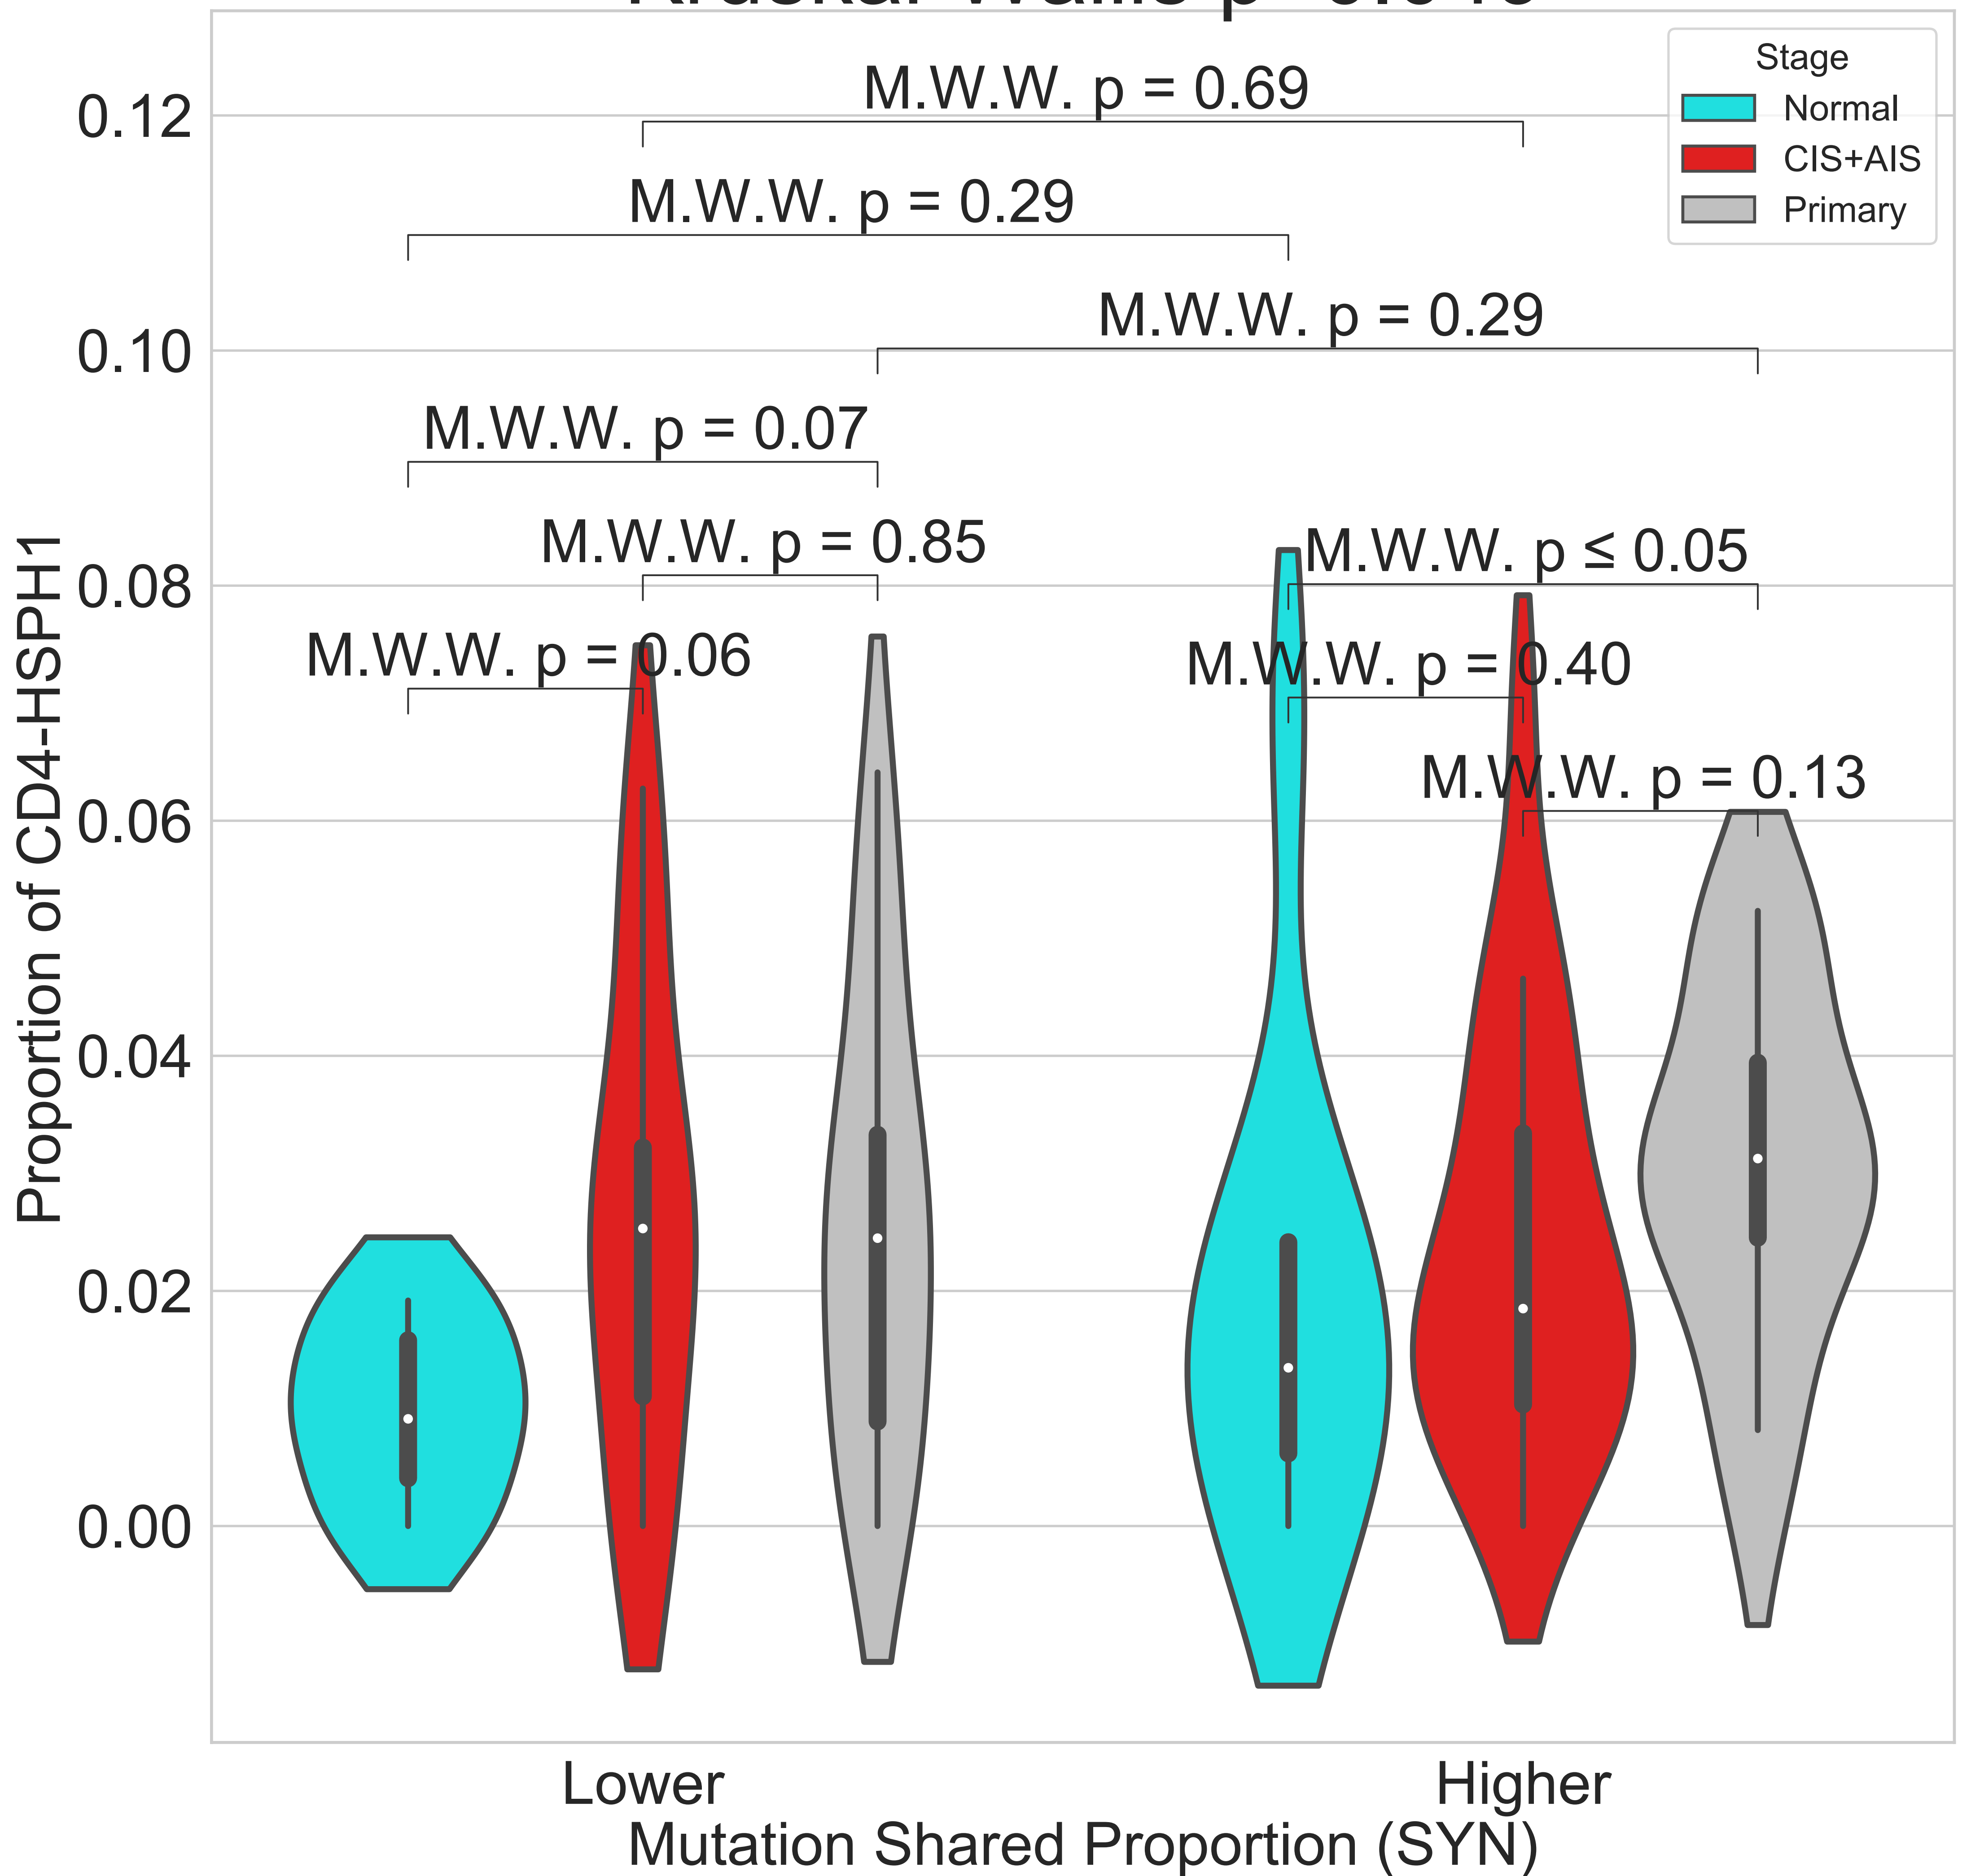 Stage
Normal
CIS+AIS
Primary
M.W.W. p = 0.69
M.W.W. p = 0.29
M.W.W. p = 0.29
M.W.W. p = 0.07
M.W.W. p = 0.85
M.W.W. p ≤ 0.05
M.W.W. p = 0.06
M.W.W. p = 0.40
M.W.W. p = 0.13
0.12
0.10
0.08
0.06
0.04
0.02
0.00
Proportion of CD4-HSPH1
Lower
Higher
Mutation Shared Proportion (SYN)